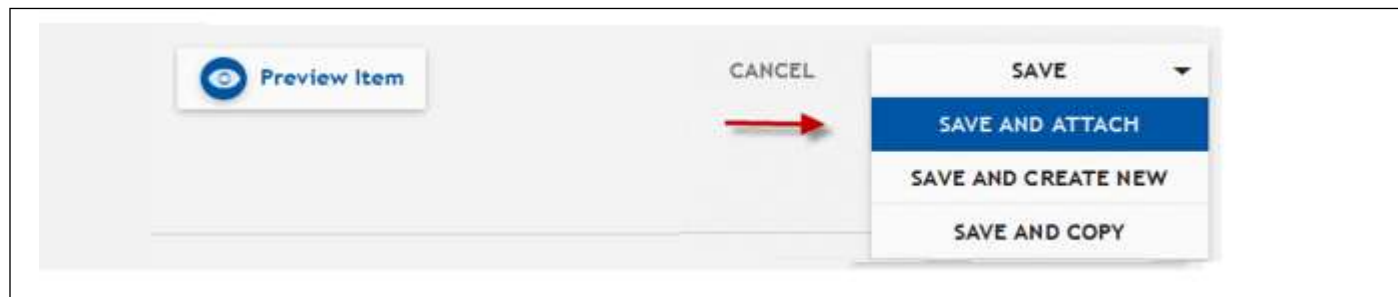 Preview Item
CANCEL
SAVE
SAVE AND ATTACH
SAVE AND CREATE NEW
SAVE AND COPY